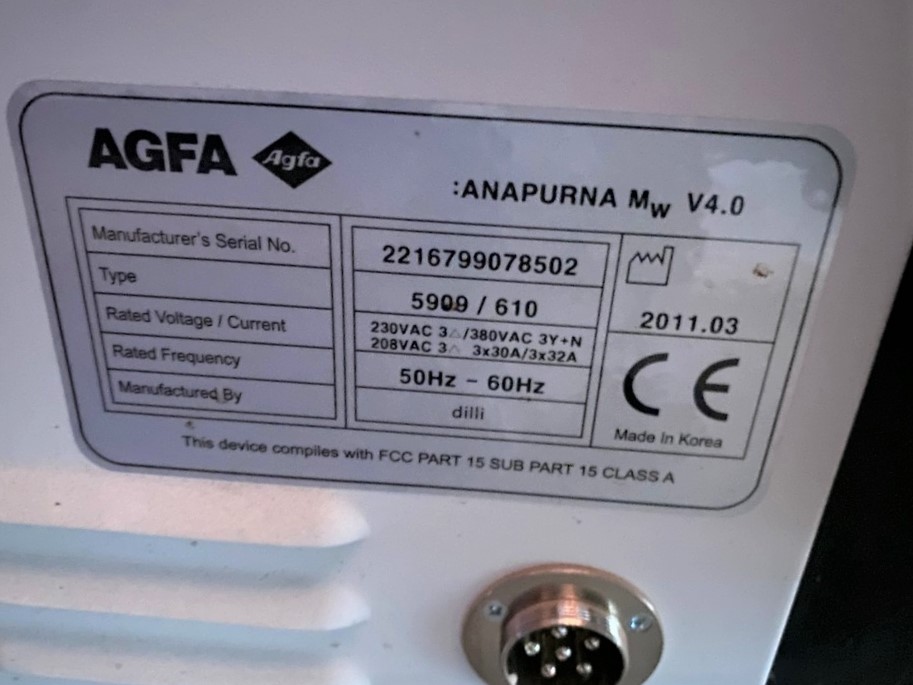 AGFA Agfa
:ANAPURNA Mw V4.0
Manufacturer's Serial No. 2216799078502
Type 5909 / 610
Rated Voltage / Current 230VAC 3△/380VAC 3Y+N
208VAC 3△ 3x30A/3x32A
Rated Frequency 50Hz - 60Hz
Manufactured By dilli
2011.03
CE
Made In Korea
This device compiles with FCC PART 15 SUB PART 15 CLASS A